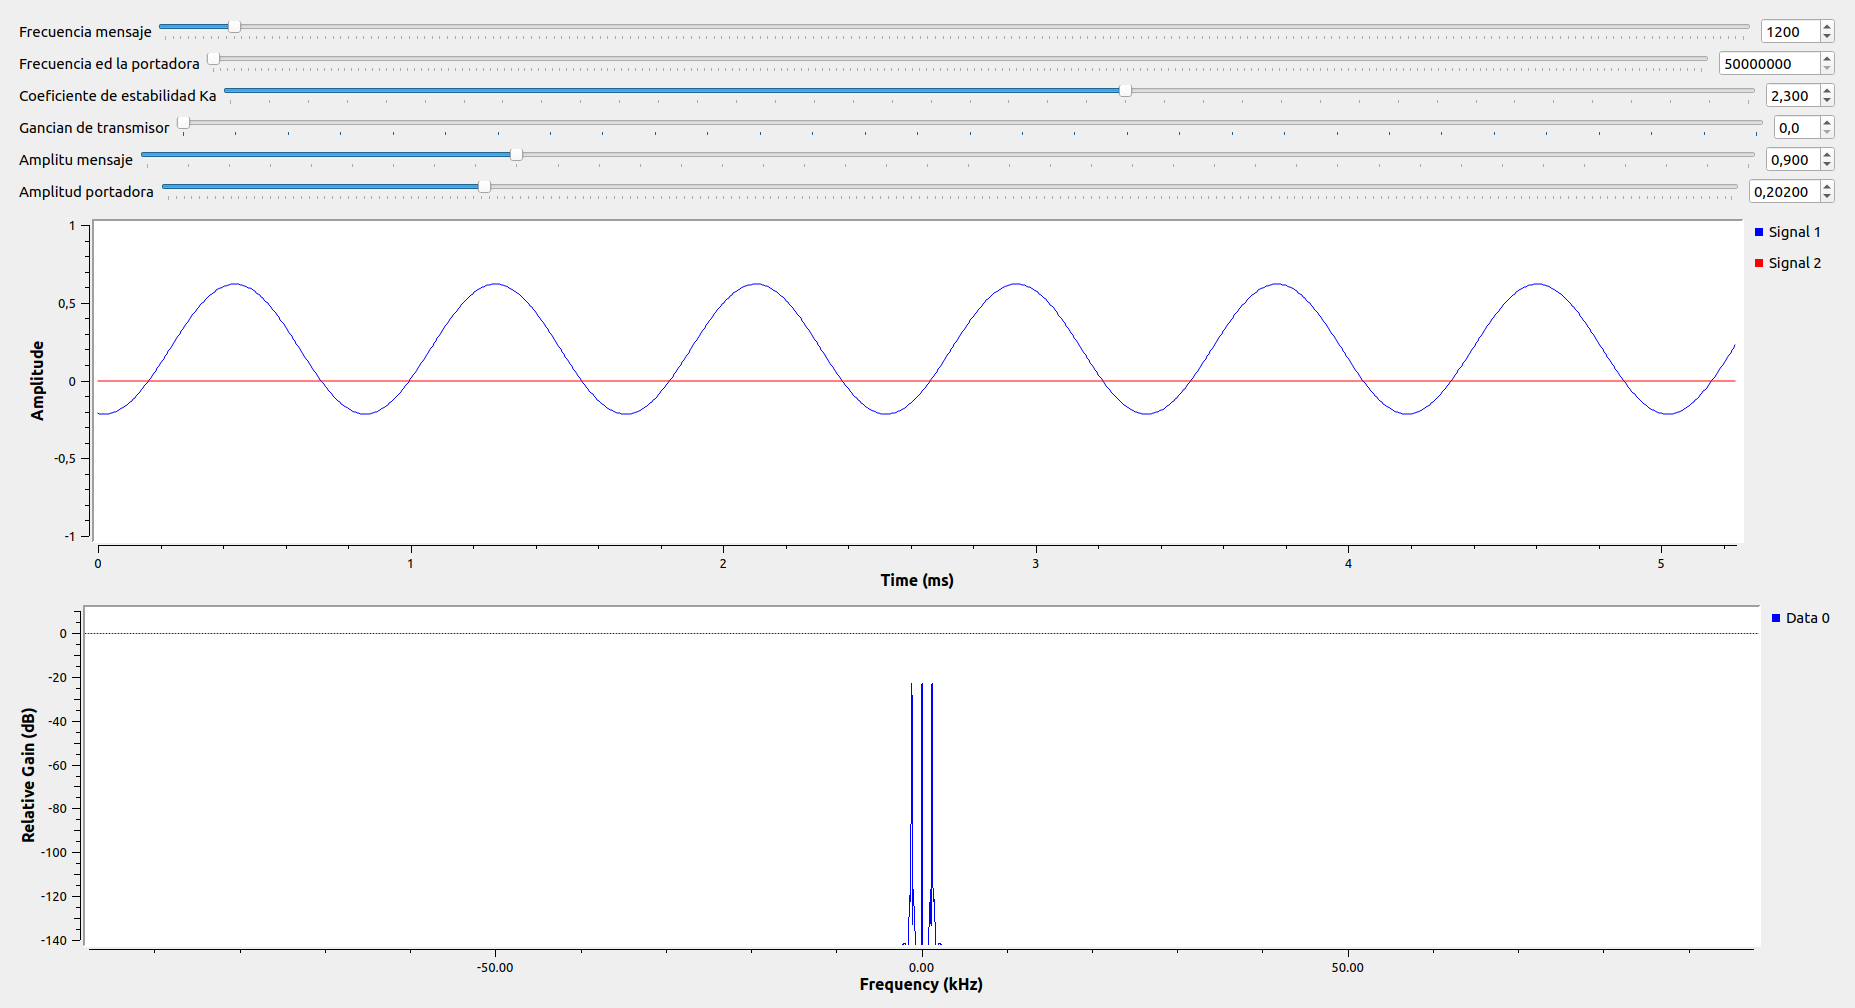 Frecuencia mensaje 1200
Frecuencia ed la portadora 50000000
Coeficiente de estabilidad Ka 2,300
Gancian de transmisor 0,0
Amplitu mensaje 0,900
Amplitud portadora 0,20200
1
0,5
0
-0,5
-1
Amplitude
0 1 2 3 4 5
Time (ms)
Signal 1
Signal 2
0
-20
-40
-60
-80
-100
-120
-140
Relative Gain (dB)
-50.00 0.00 50.00
Frequency (kHz)
Data 0